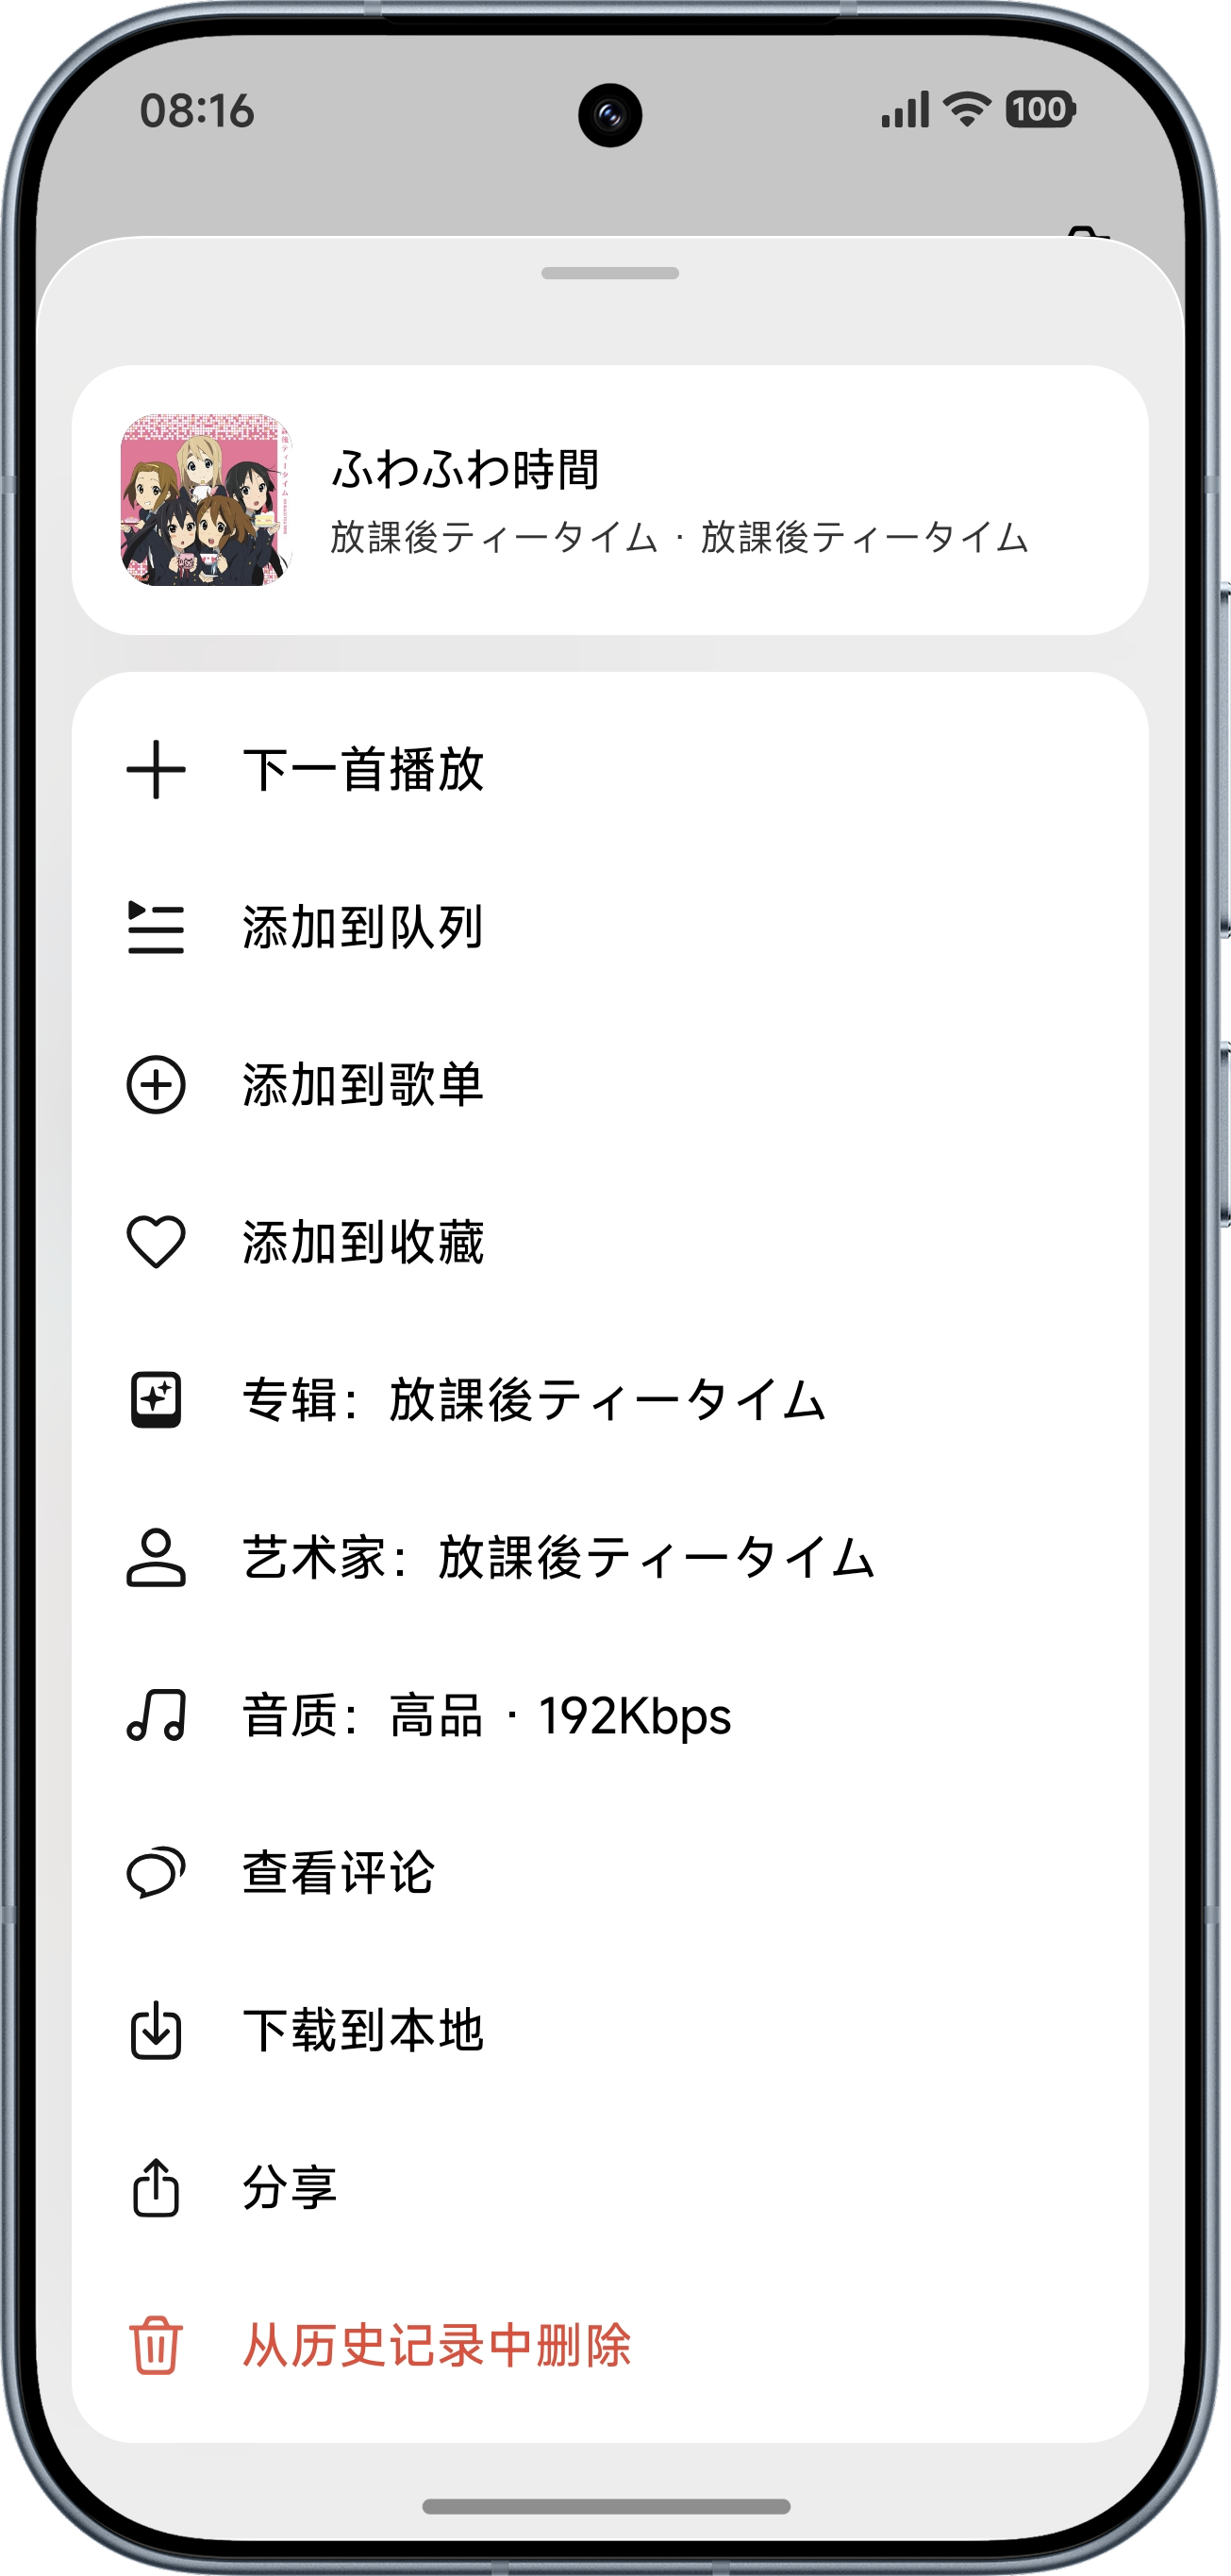 08:16
100
ふわふわ時間
放課後ティータイム · 放課後ティータイム
下一首播放
添加到队列
添加到歌单
添加到收藏
专辑：放課後ティータイム
艺术家：放課後ティータイム
音质：高品 · 192Kbps
查看评论
下载到本地
分享
从历史记录中删除